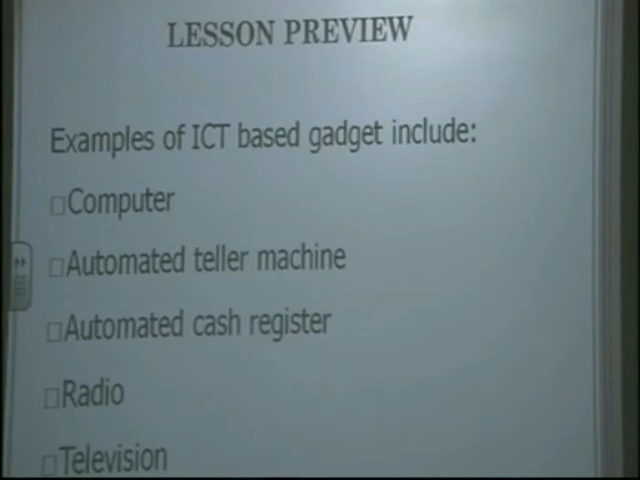 LESSON PREVIEW
Examples of ICT based gadget include:
□Computer
□Automated teller machine
□Automated cash register
□Radio
□Television